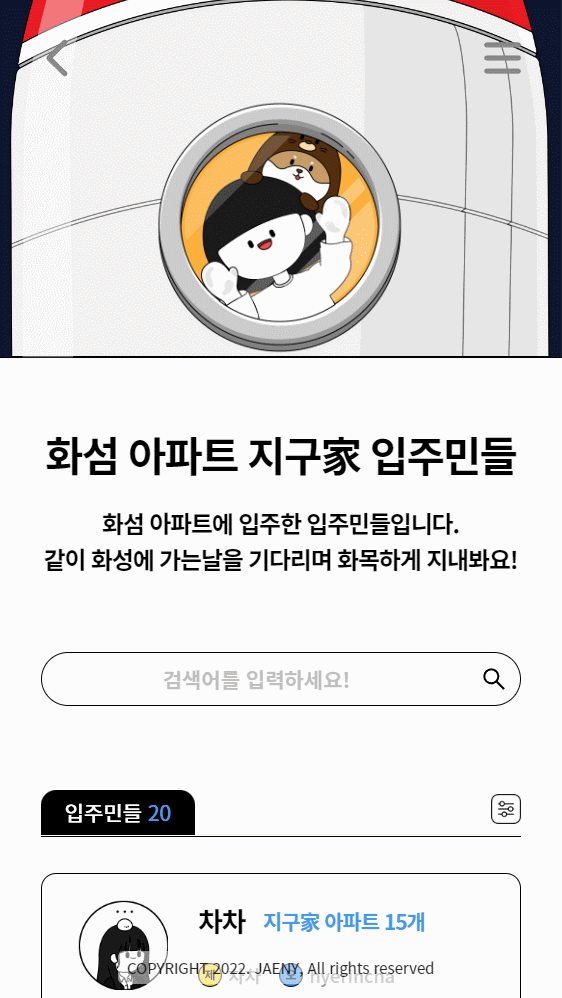 화섬 아파트 지구家 입주민들
화섬 아파트에 입주한 입주민들입니다.
같이 화성에 가는날을 기다리며 화목하게 지내봐요!
검색어를 입력하세요!
입주민들 20
차차 지구家 아파트 15개
COPYRIGHT 2022. JAENY, All rights reserved
차차 hyerincha